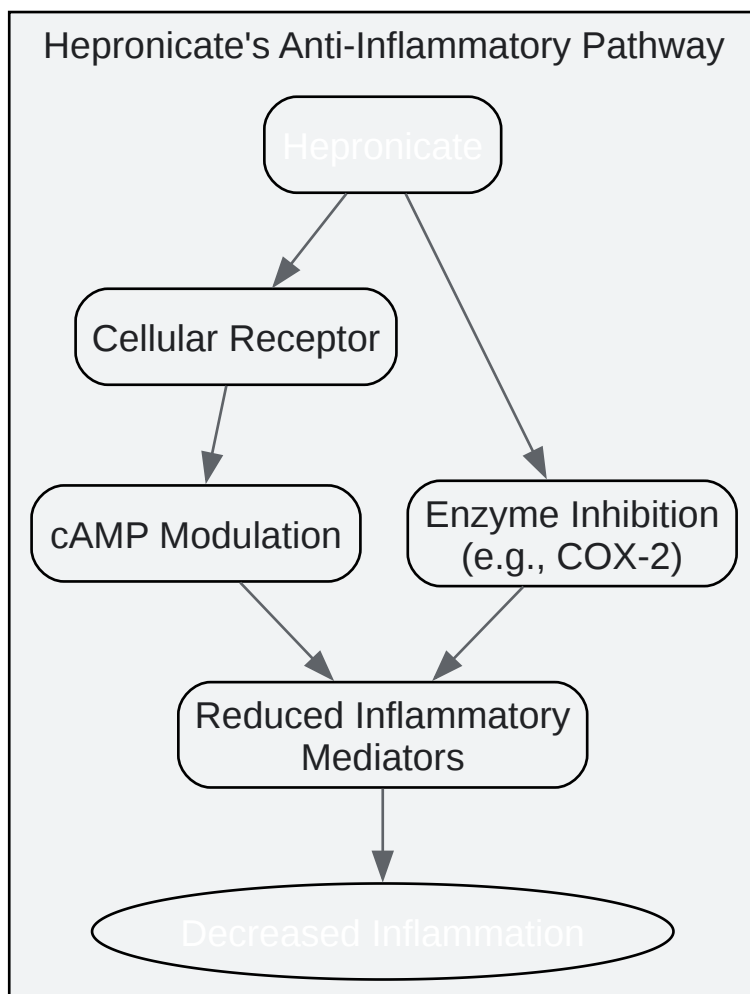 Hepronicate's Anti-Inflammatory Pathway
Hepronicate
Cellular Receptor
cAMP Modulation
Enzyme Inhibition
(e.g., COX-2)
Reduced Inflammatory
Mediators
Decreased Inflammation